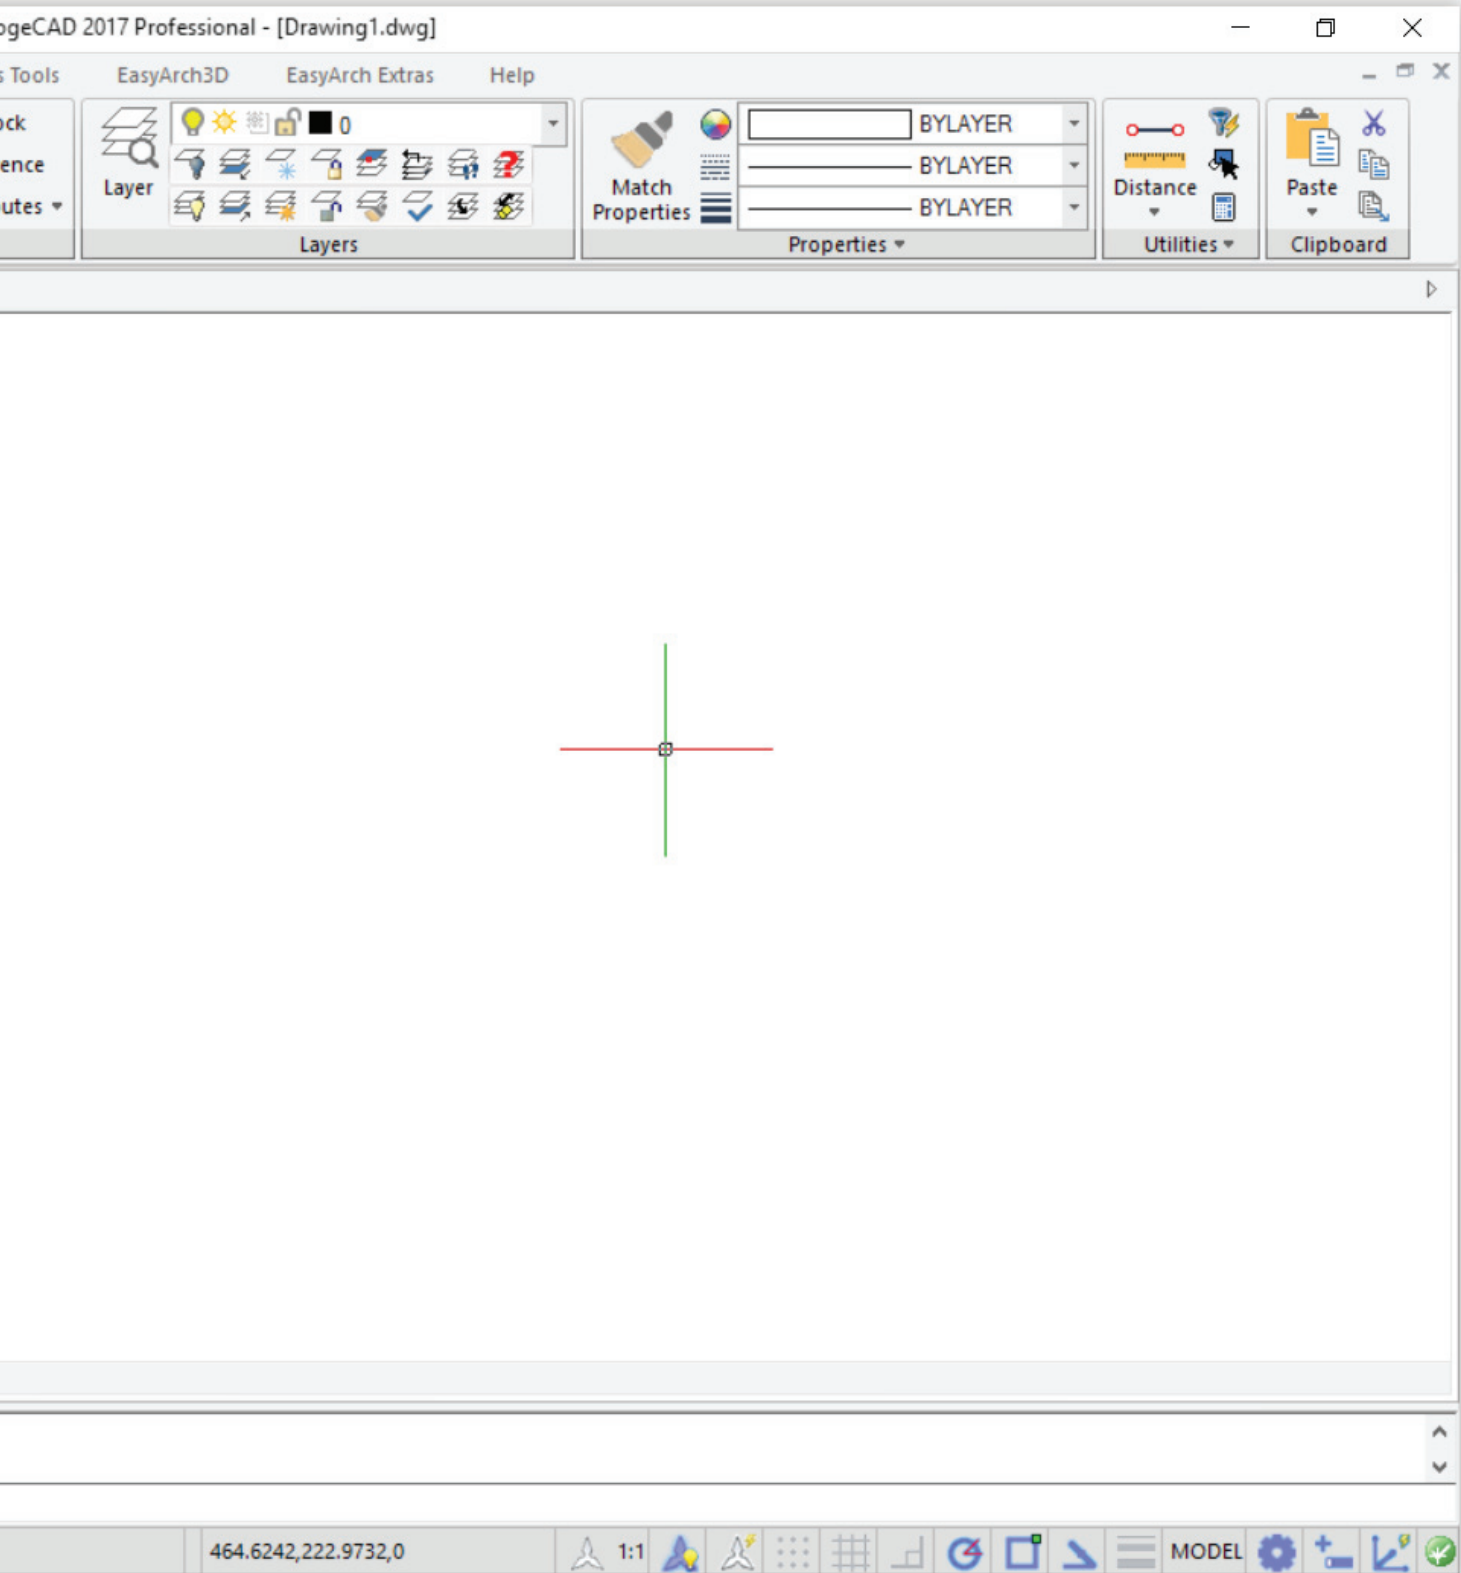 ogeCAD 2017 Professional - [Drawing1.dwg]
s Tools EasyArch3D EasyArch Extras Help
ock
ence
utes
Layer
0
Layers
Match
Properties
BYLAYER
BYLAYER
BYLAYER
Properties
Distance
Utilities
Paste
Clipboard
464.6242,222.9732,0
1:1
MODEL